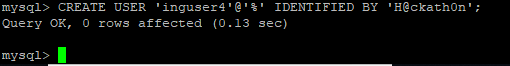 mysql> CREATE USER 'inguser4'@'%' IDENTIFIED BY 'H@ckath0n';
Query OK, 0 rows affected (0.13 sec)
mysql>